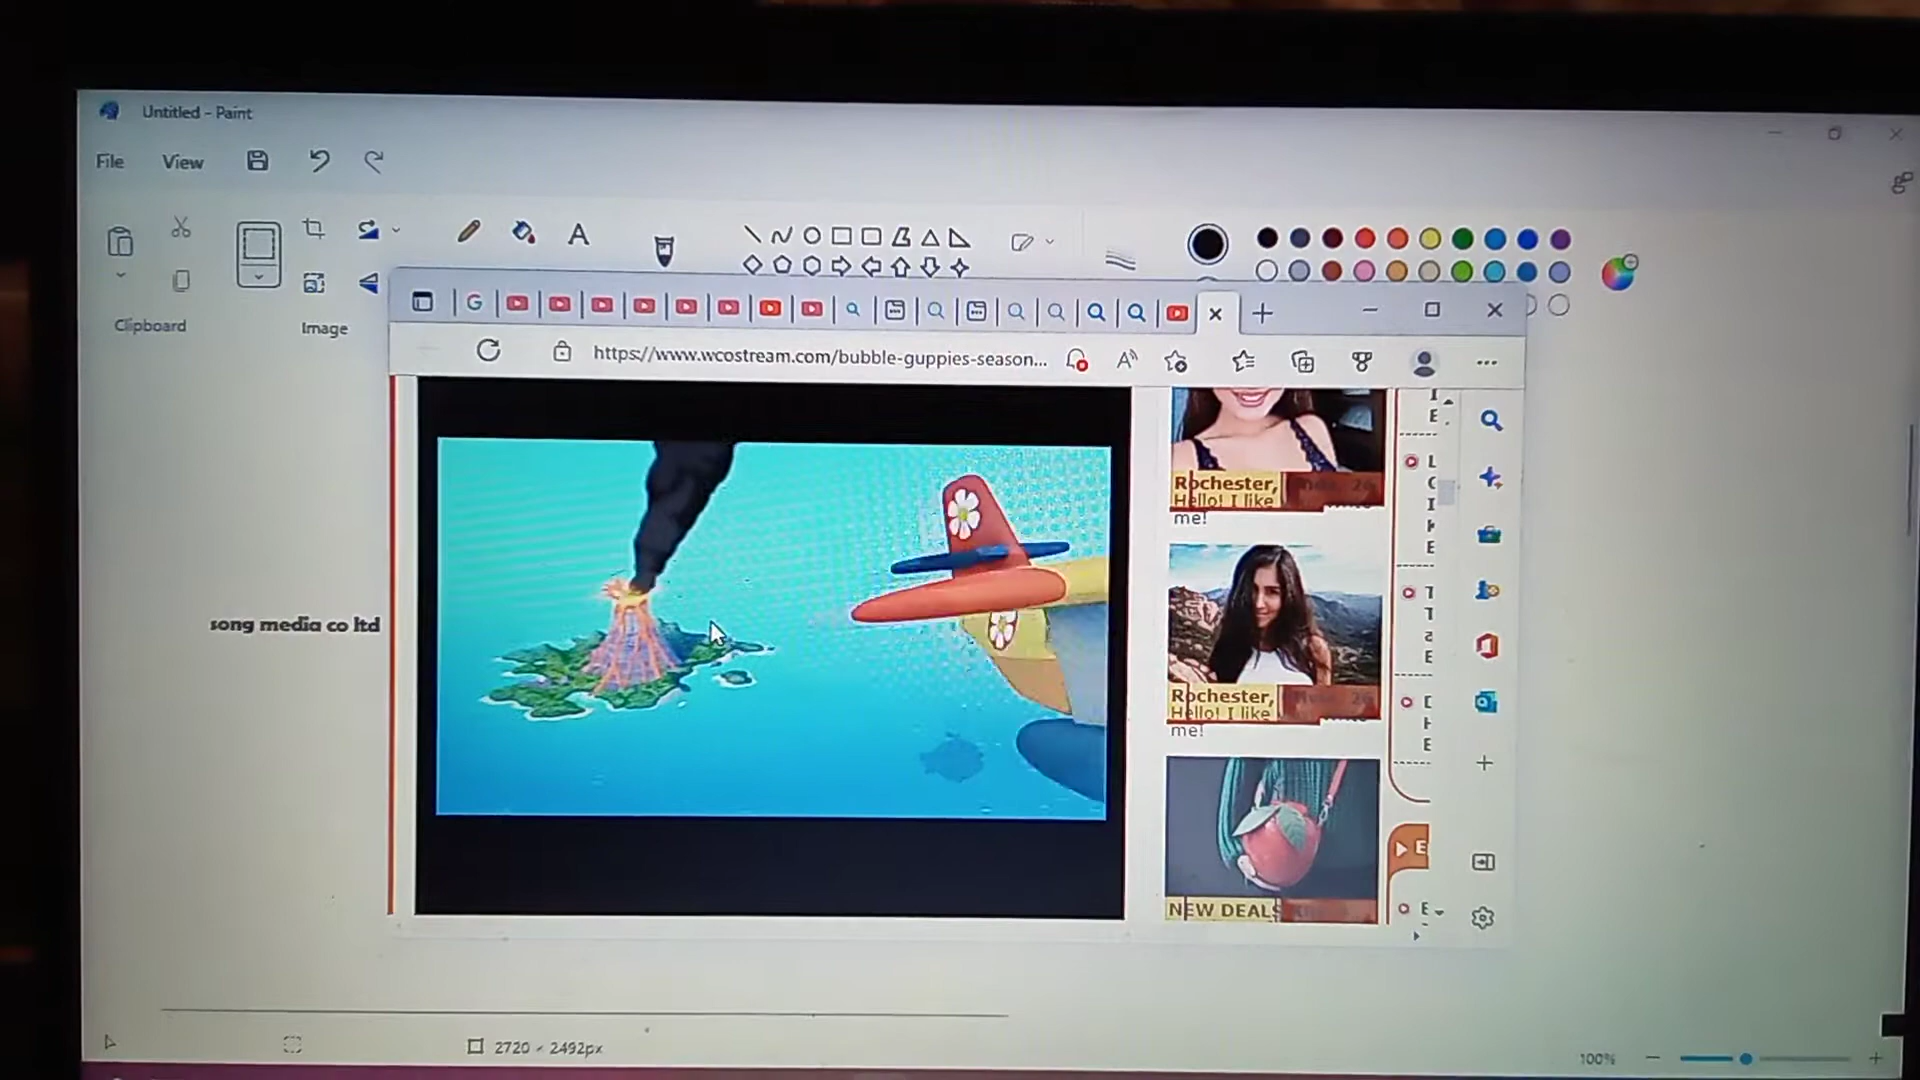 Untitled - Paint
File
View
A
Clipboard
Image
G
https://www.wcostream.com/bubble-guppies-season...
song media co ltd
Rochester,
Hello! I like
me!
Rochester,
Hello! I like
me!
NEW DEALS
2720 × 2492px
100%